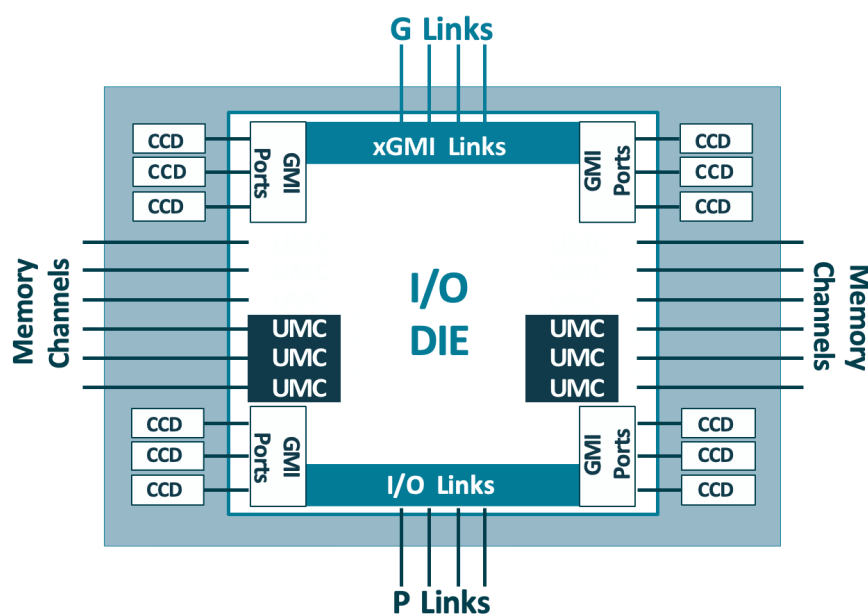 G Links
xGMI Links
GMI Ports
GMI Ports
CCD
CCD
CCD
CCD
CCD
CCD
Memory Channels
Memory Channels
I/O
DIE
UMC
UMC
UMC
UMC
UMC
UMC
UMC
GMI Ports
GMI Ports
CCD
CCD
CCD
CCD
CCD
CCD
I/O Links
P Links